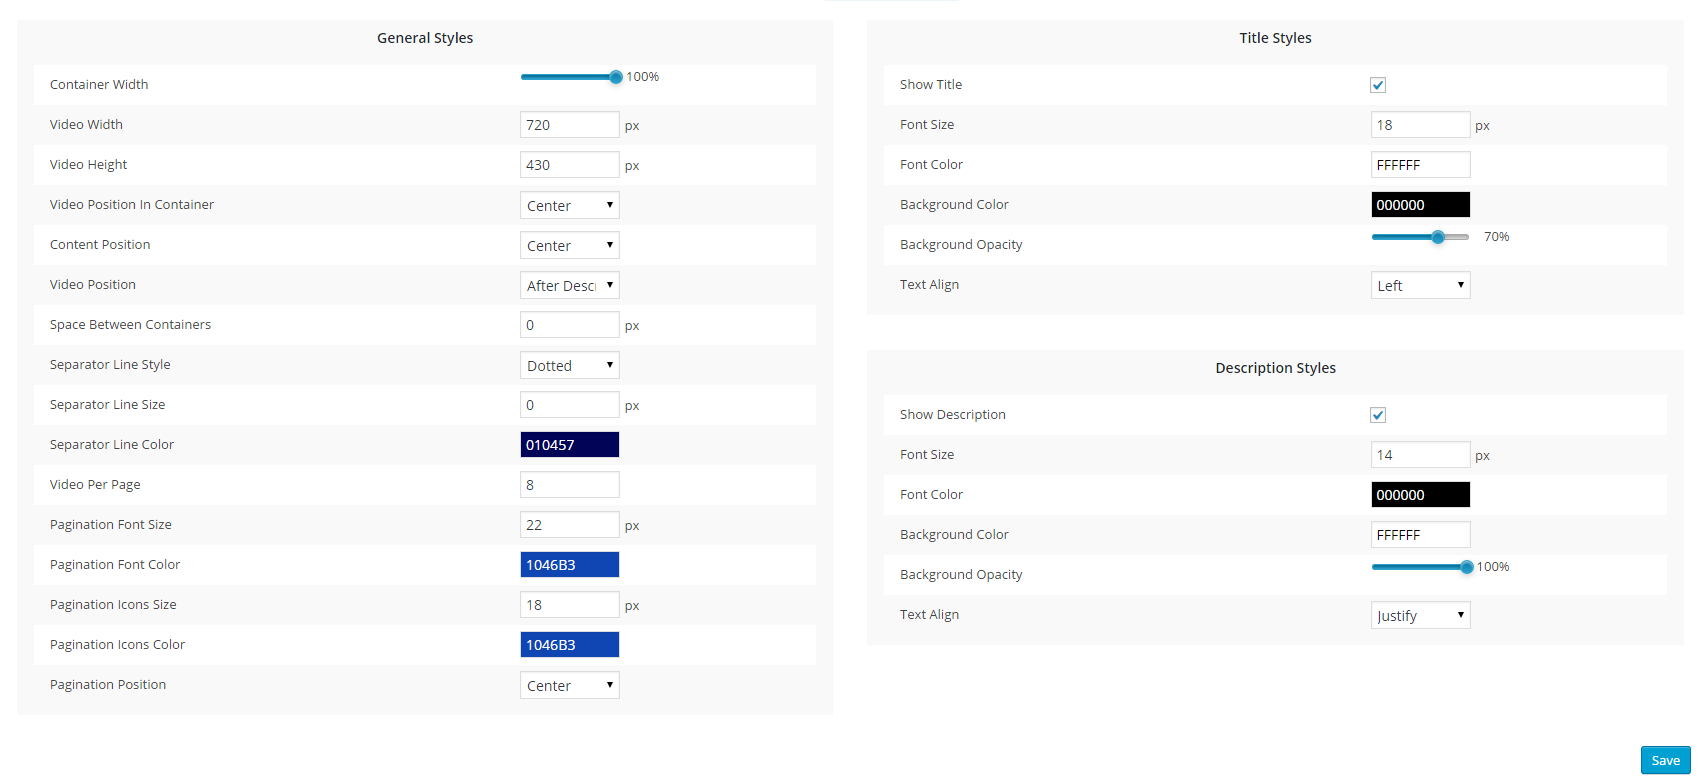 General Styles
Container Width 100%
Video Width 720 px
Video Height 430 px
Video Position In Container Center
Content Position Center
Video Position After Desc
Space Between Containers 0 px
Separator Line Style Dotted
Separator Line Size 0 px
Separator Line Color 010457
Video Per Page 8
Pagination Font Size 22 px
Pagination Font Color 1046B3
Pagination Icons Size 18 px
Pagination Icons Color 1046B3
Pagination Position Center
Title Styles
Show Title
Font Size 18 px
Font Color FFFFFF
Background Color 000000
Background Opacity 70%
Text Align Left
Description Styles
Show Description
Font Size 14 px
Font Color 000000
Background Color FFFFFF
Background Opacity 100%
Text Align Justify
Save